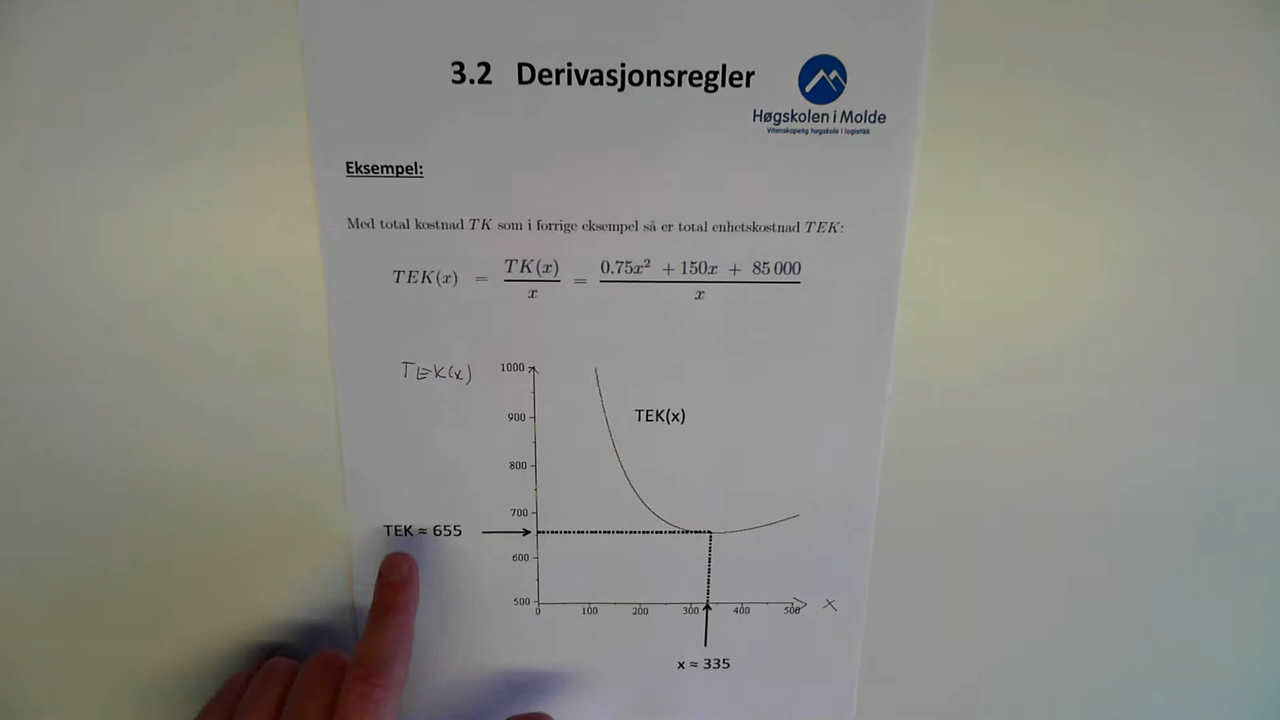 3.2 Derivasjonsregler
Høgskolen i Molde
Vitenskapelig høgskole i logistikk
Eksempel:
Med total kostnad TK som i forrige eksempel så er total enhetskostnad TEK:
TEK(x) = TK(x)/x = (0.75x² + 150x + 85 000)/x
TEK(x)
1000
900
800
700
600
500
TEK(x)
TEK ≈ 655
0 100 200 300 400 500
X
x ≈ 335